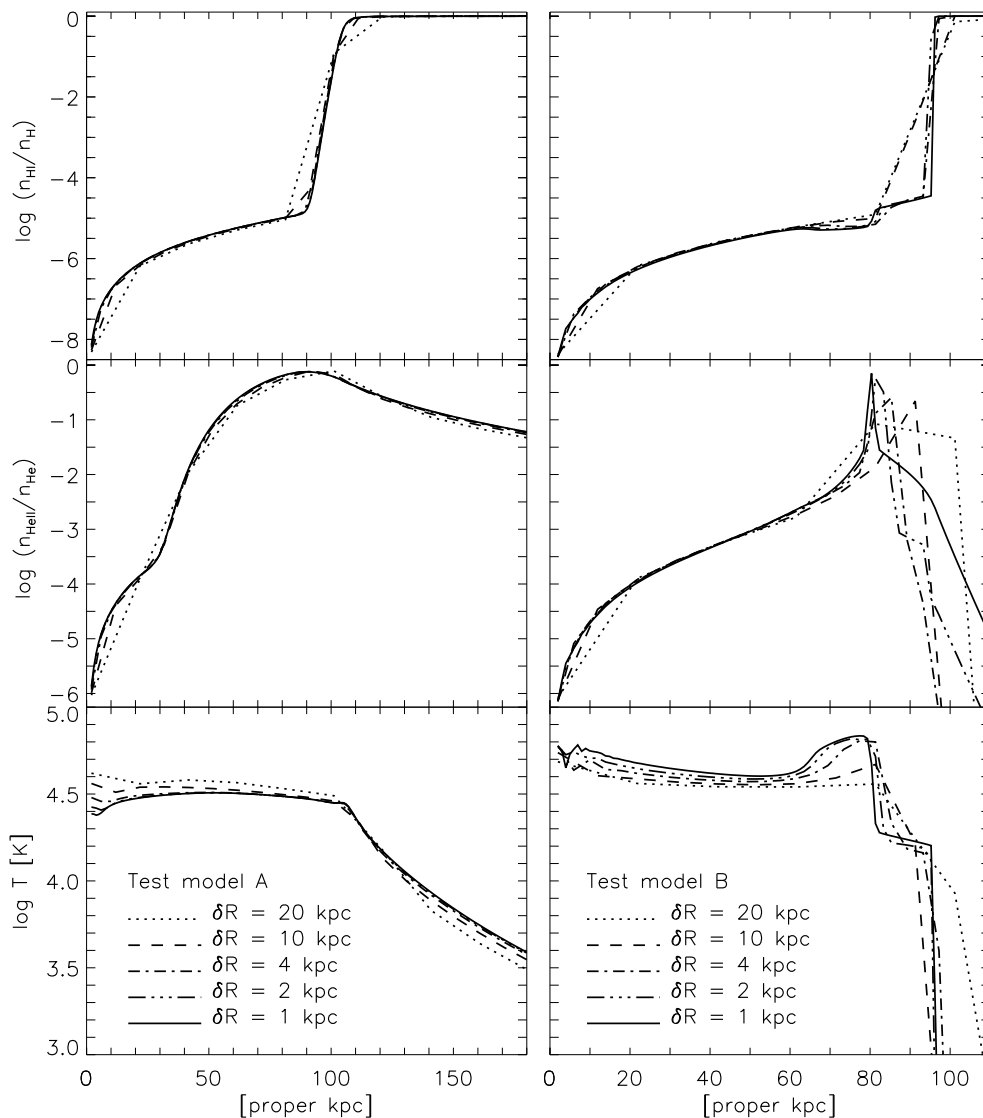 0
−2
−4
−6
−8
log (n_HI/n_H)
0
−1
−2
−3
−4
−5
−6
log (n_HeII/n_He)
5.0
4.5
4.0
3.5
3.0
log T [K]
Test model A
δR = 20 kpc
δR = 10 kpc
δR = 4 kpc
δR = 2 kpc
δR = 1 kpc
0 50 100 150
[proper kpc]
Test model B
δR = 20 kpc
δR = 10 kpc
δR = 4 kpc
δR = 2 kpc
δR = 1 kpc
0 20 40 60 80 100
[proper kpc]